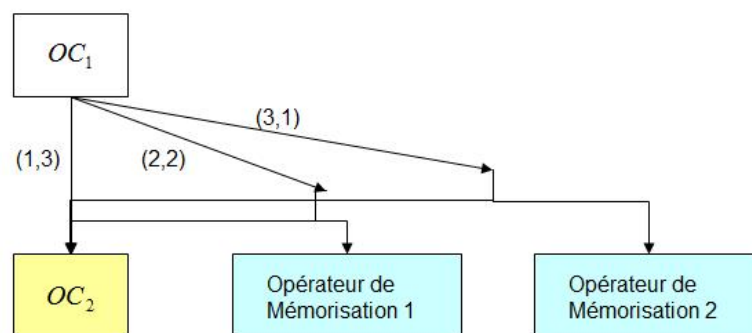 OC₁
(3,1)
(1,3)
(2,2)
OC₂
Opérateur de
Mémorisation 1
Opérateur de
Mémorisation 2